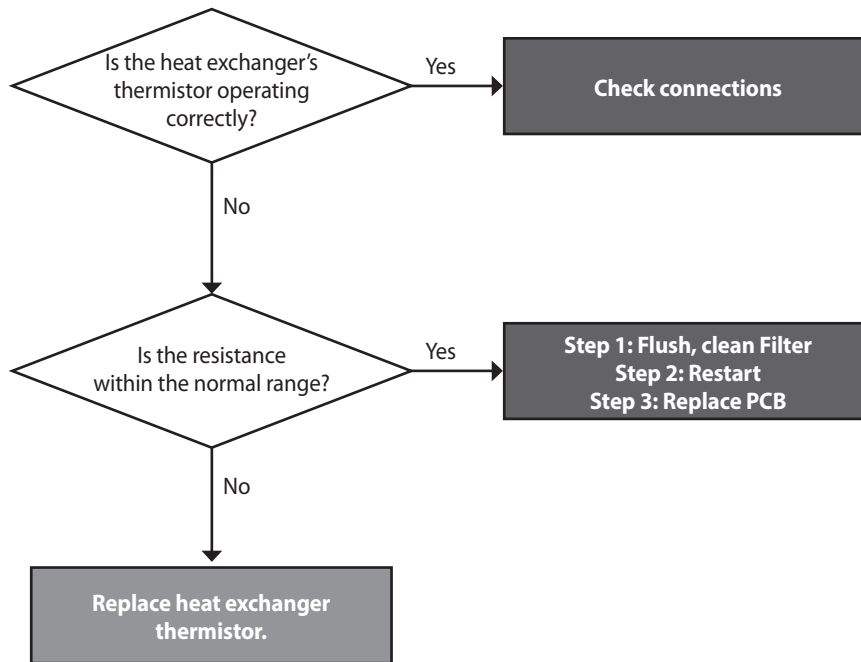 Is the heat exchanger's
thermistor operating
correctly?
Yes
Check connections
No
Is the resistance
within the normal range?
Yes
Step 1: Flush, clean Filter
Step 2: Restart
Step 3: Replace PCB
No
Replace heat exchanger
thermistor.